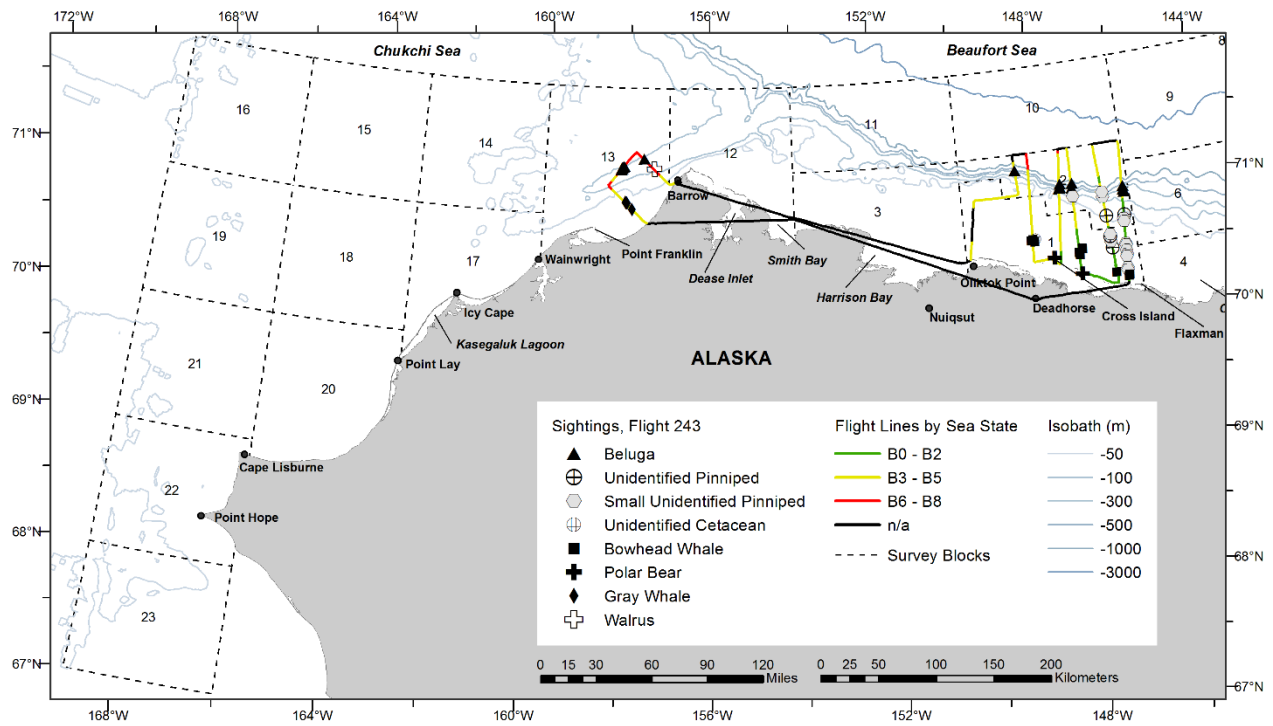 172°W 168°W 164°W 160°W 156°W 152°W 148°W 144°W
Chukchi Sea Beaufort Sea
8
16
15
14
13
12
11
10
9
71°N 71°N
19
18
17
3
2
1
6
4
Barrow
Point Franklin
Wainwright
Dease Inlet
Smith Bay
Harrison Bay
Oliktok Point
Nuiqsut
Deadhorse
Cross Island
Flaxman
70°N 70°N
Icy Cape
Kasegaluk Lagoon
Point Lay
ALASKA
21
20
69°N 69°N
Cape Lisburne
22
Point Hope
68°N 68°N
23
67°N 67°N
Sightings, Flight 243
Beluga
Unidentified Pinniped
Small Unidentified Pinniped
Unidentified Cetacean
Bowhead Whale
Polar Bear
Gray Whale
Walrus
Flight Lines by Sea State
B0 - B2
B3 - B5
B6 - B8
n/a
Survey Blocks
Isobath (m)
-50
-100
-300
-500
-1000
-3000
0 15 30 60 90 120
Miles
0 25 50 100 150 200
Kilometers
168°W 164°W 160°W 156°W 152°W 148°W